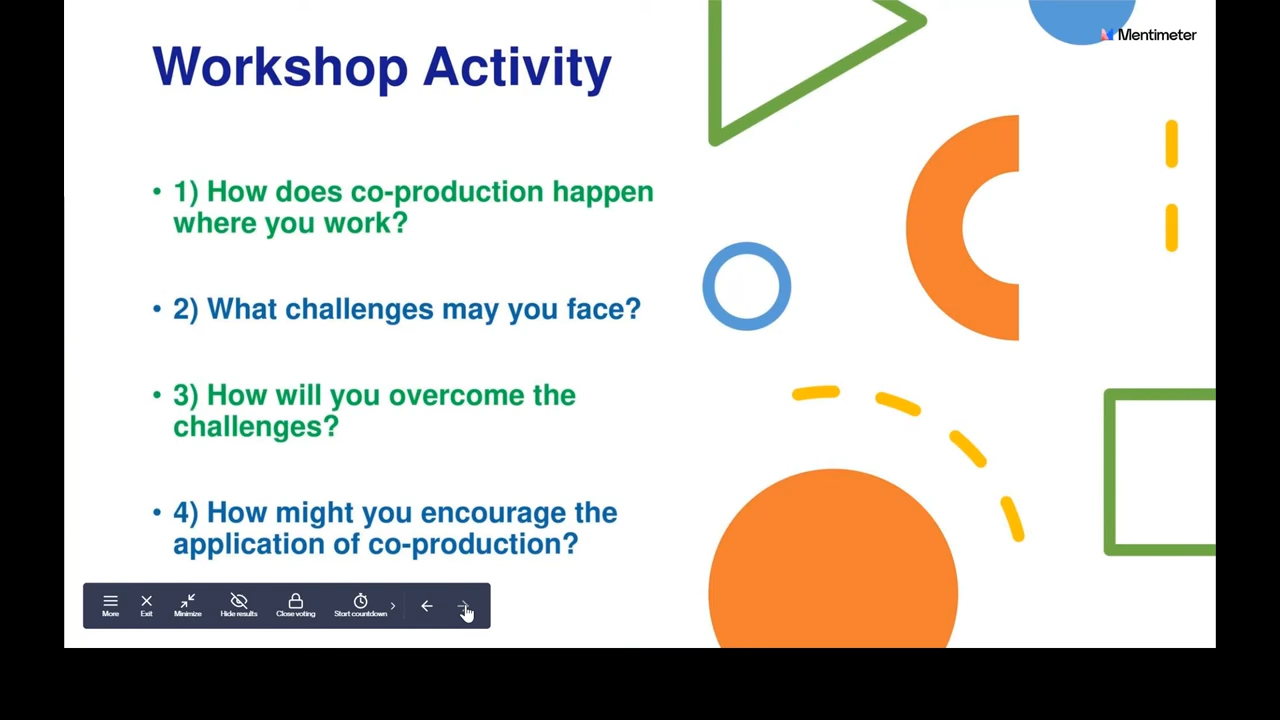 Workshop Activity
Mentimeter
• 1) How does co-production happen
where you work?
• 2) What challenges may you face?
• 3) How will you overcome the
challenges?
• 4) How might you encourage the
application of co-production?
More
Exit
Minimize
Hide results
Close voting
Start countdown